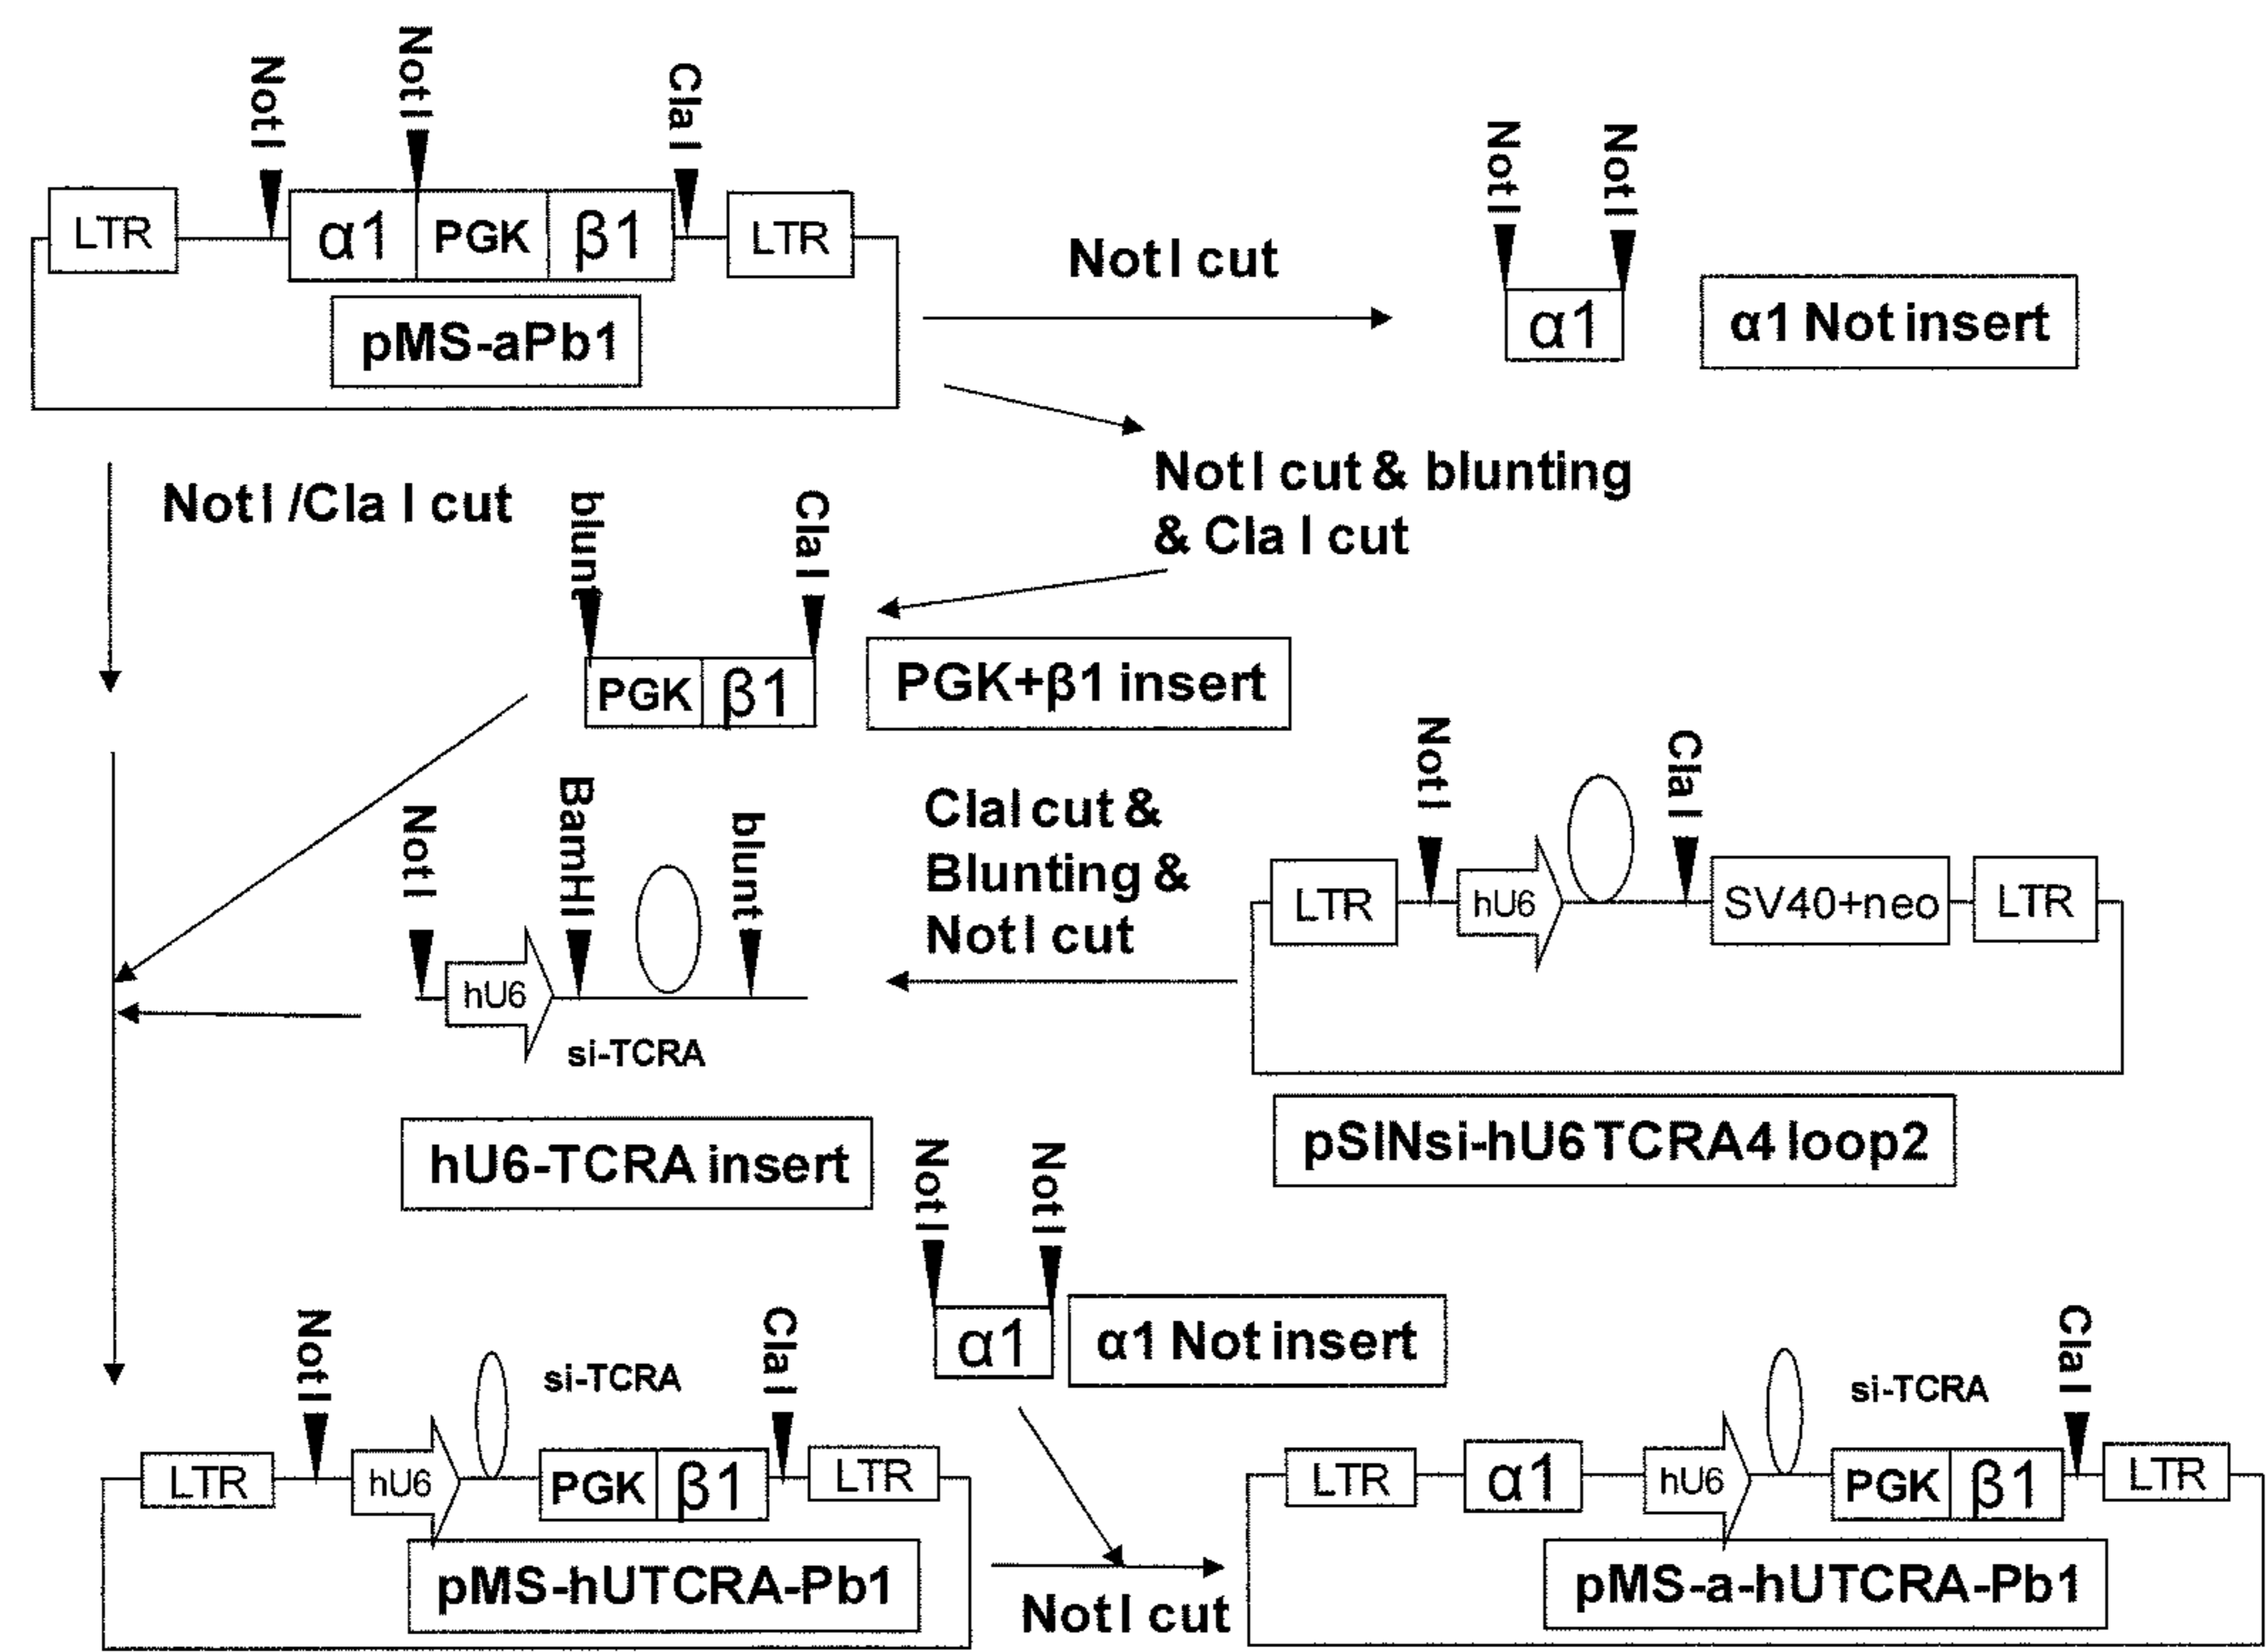 Not I
Not I
Cla I
LTR
α1
PGK
β1
LTR
pMS-aPb1
Not I cut
Not I
Not I
α1
α1 Not insert
Not I /Cla I cut
Not I cut & blunting
& Cla I cut
blunt
Cla I
PGK
β1
PGK+β1 insert
Not I
BamHI
blunt
hU6
si-TCRA
hU6-TCRA insert
ClaI cut &
Blunting &
Not I cut
Not I
Cla I
LTR
hU6
SV40+neo
LTR
pSINsi-hU6 TCRA4 loop2
Not I
Not I
α1
α1 Not insert
Not I
si-TCRA
Cla I
LTR
hU6
PGK
β1
LTR
pMS-hUTCRA-Pb1
Not I cut
si-TCRA
Cla I
LTR
α1
hU6
PGK
β1
LTR
pMS-a-hUTCRA-Pb1